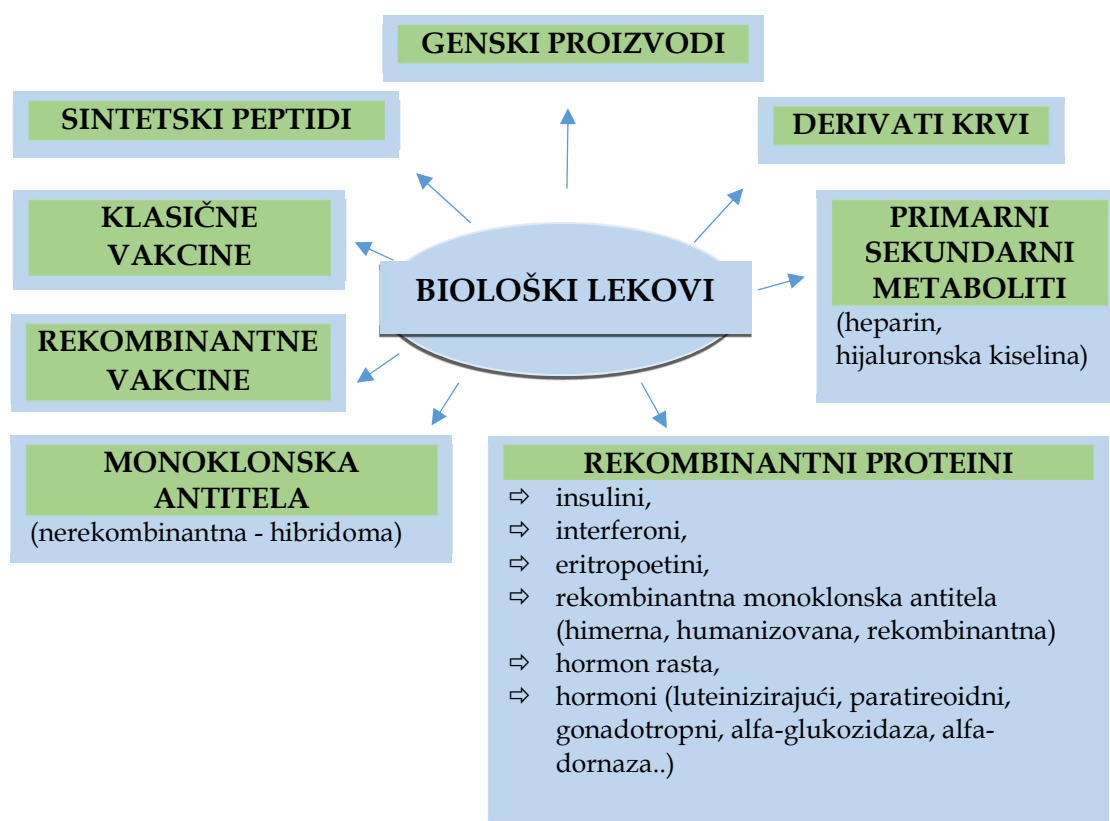 GENSKI PROIZVODI
SINTETSKI PEPTIDI
DERIVATI KRVI
KLASIČNE
VAKCINE
PRIMARNI
SEKUNDARNI
METABOLITI
(heparin,
hijaluronska kiselina)
BIOLOŠKI LEKOVI
REKOMBINANTNE
VAKCINE
MONOKLONSKA
ANTITELA
(nerekombinantna - hibridoma)
REKOMBINANTNI PROTEINI
⇨ insulini,
⇨ interferoni,
⇨ eritropoetini,
⇨ rekombinantna monoklonska antitela
(himerna, humanizovana, rekombinantna)
⇨ hormon rasta,
⇨ hormoni (luteinizirajući, paratireoidni,
gonadotropni, alfa-glukozidaza, alfa-
dornaza..)